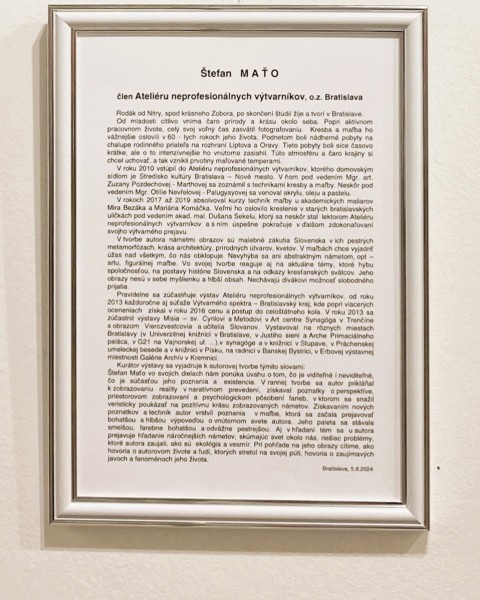 Štefan MAŤO
člen Ateliéru neprofesionálnych výtvarníkov, o.z. Bratislava
Rodák od Nitry, spod krásneho Zobora, po skončení štúdií žije a tvorí v Bratislave.
Od mladosti citlivo vníma čaro prírody a krásu okolo seba. Popri aktívnom
pracovnom živote, celý svoj voľný čas zasvätil fotografovaniu. Kresba a maľba ho
vážnejšie oslovili v 60 - tych rokoch jeho života. Podnetom boli nádherné pobyty na
chalupe rodinného priateľa na rozhraní Liptova a Oravy. Tieto pobyty boli síce časovo
krátke, ale o to intenzívnejšie ho vnútorne zasiahli. Túto atmosféru a čaro krajiny si
chcel uchovať, a tak vznikli prvotiny maľované temperami.
V roku 2010 vstúpil do Ateliéru neprofesionálnych výtvarníkov, ktorého domovským
sídlom je Stredisko kultúry Bratislava – Nové mesto. V ňom pod vedením Mgr. art.
Zuzany Pozdechovej - Marthovej sa zoznámil s technikami kresby a maľby. Neskôr pod
vedením Mgr. Ollie Nevřelovej - Palugyayovej sa venoval akrylu, oleju a pastelu.
V rokoch 2017 až 2019 absolvoval kurzy technik maľby u akademických maliarov
Mira Bezáka a Mariána Komáčka. Veľmi ho oslovilo kreslenie v starých bratislavských
uličkách pod vedením akad. mal. Dušana Sekelu, ktorý sa neskôr stal lektorom Ateliéru
neprofesionálnych výtvarníkov a s ním úspešne pokračuje v ďalšom zdokonaľovaní
svojho výtvarného prejavu.
V tvorbe autora námetmi obrazov sú malebné zákutia Slovenska v ich pestrých
metamorfózach, krása architektúry, prírodných útvarov, kvetov. V maľbách chce vyjadriť
úžas nad všetkým, čo nás obklopuje. Nevyhýba sa ani abstraktným námetom, opt –
artu, figurálnej maľbe. Vo svojej tvorbe reaguje aj na aktuálne témy, ktoré hýbu
spoločnosťou, na postavy histórie Slovenska a na odkazy kresťanských sviatkov. Jeho
obrazy nesú v sebe myšlienku a hlbší obsah. Nechávajú divákovi možnosť slobodného
prijatia.
Pravidelne sa zúčastňuje výstav Ateliéru neprofesionálnych výtvarníkov, od roku
2013 každoročne aj súťaže Výtvarného spektra – Bratislavský kraj, kde popri viacerých
oceneniach získal v roku 2016 cenu a postup do celoštátneho kola. V roku 2013 sa
zúčastnil výstavy Misia – sv. Cyrilovi a Metodovi v Art centre Synagóga v Trenčíne
s obrazom Vierozvestcovia a učitelia Slovanov. Vystavoval na rôznych miestach
Bratislavy (v Univerzitnej knižnici v Bratislave, v Justiho sieni a Arche Primaciálneho
paláca, v G21 na Vajnorskej ul. ...),v synagóge a v knižnici v Stupave, v Práchenskej
umeleckej besede a v knižnici v Písku, na radnici v Banskej Bystrici, v Erbovej výstavnej
miestnosti Galérie Archív v Kremnici.
Kurátor výstavy sa vyjadruje k autorovej tvorbe týmito slovami:
Štefan Maťo vo svojich dielach nám ponúka úvahu o tom, čo je viditeľné i neviditeľné,
čo je súčasťou jeho poznania a existencie. V rannej tvorbe sa autor prikláňal
k zobrazovaniu reality v naratívnom prevedení, získavaj poznatky o perspektíve,
priestorovom zobrazovaní a psychologickom pôsobení farieb, v ktorom sa snažil
veristicky poukázať na pozitívnu krásu zobrazovaných námetov. Získavaním nových
poznatkov a techník autor vrství poznania v maľbe, ktorá sa začala prejavovať
bohatšou a hlbšou výpoveďou o vnútornom svete autora. Jeho paleta sa stávala
smelšou, farebne bohatšou a odvážne pestrejšou. Aj v hľadaní tém sa u autora
prejavuje hľadanie náročnejších námetov, skúmajúc svet okolo nás, riešiac problémy,
ktoré autora zaujali, ako sú ekológia a vesmír. Pri pohľade na jeho obrazy cítime, ako
hovoria o autorovom živote a ľudí, ktorých stretol na svojej púti, hovoria o zaujímavých
javoch a fenoménoch jeho života.
Bratislava, 5.8.2024